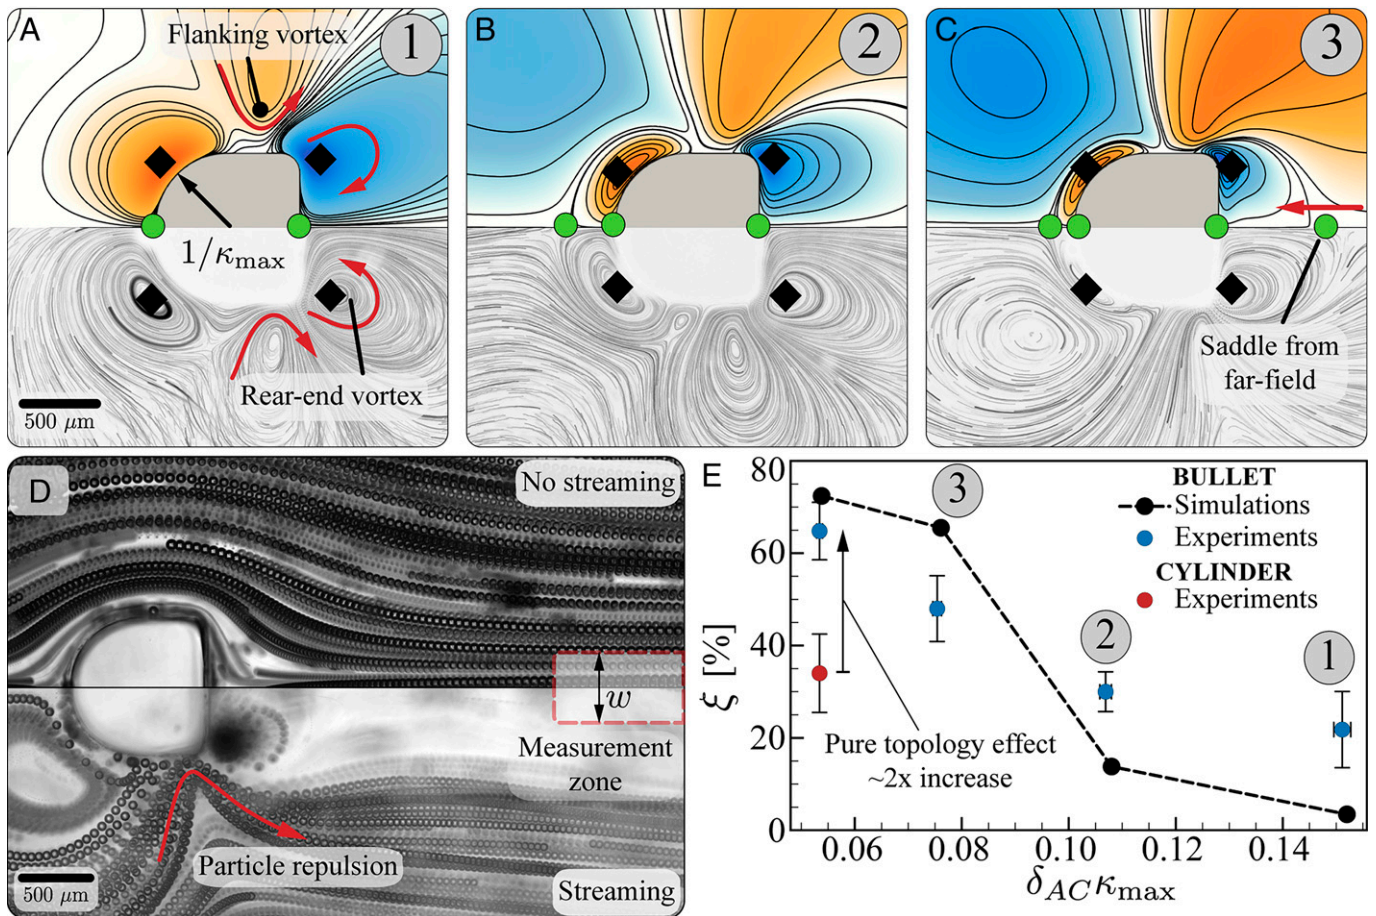 A
Flanking vortex
1
1/κmax
Rear-end vortex
500 μm
B
2
C
3
Saddle from
far-field
D
No streaming
w
Measurement
zone
Particle repulsion
500 μm
Streaming
E
80
60
40
20
0
ξ [%]
3
2
1
BULLET
Simulations
Experiments
CYLINDER
Experiments
Pure topology effect
~2x increase
0.06
0.08
0.10
0.12
0.14
δAC κmax